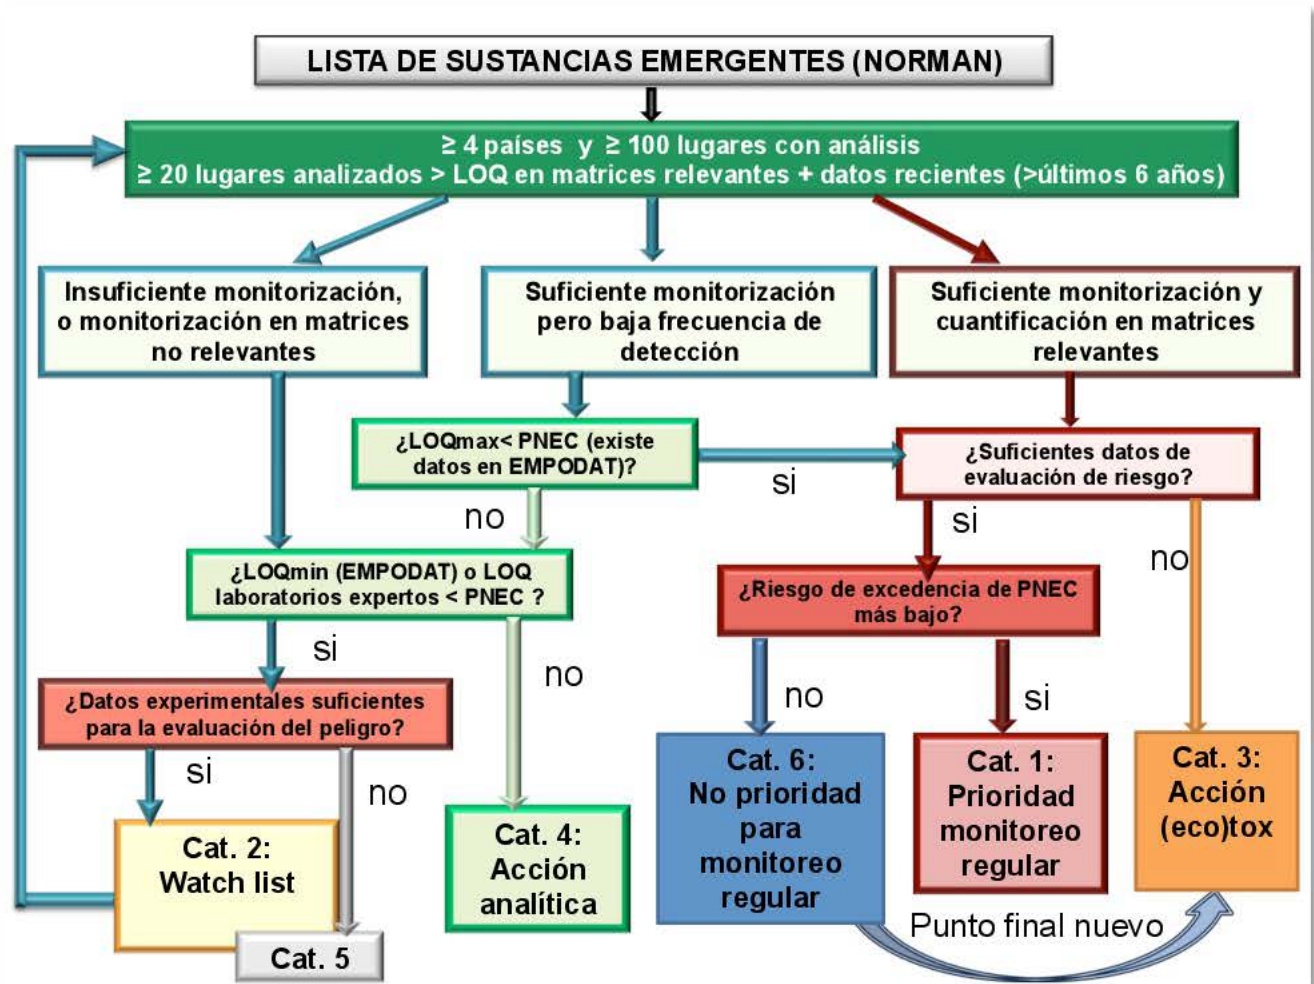 LISTA DE SUSTANCIAS EMERGENTES (NORMAN)
≥ 4 países y ≥ 100 lugares con análisis
≥ 20 lugares analizados > LOQ en matrices relevantes + datos recientes (>últimos 6 años)
Insuficiente monitorización,
o monitorización en matrices
no relevantes
Suficiente monitorización
pero baja frecuencia de
detección
Suficiente monitorización y
cuantificación en matrices
relevantes
¿LOQmax< PNEC (existe
datos en EMPODAT)?
si
¿Suficientes datos de
evaluación de riesgo?
no
si
no
¿LOQmin (EMPODAT) o LOQ
laboratorios expertos < PNEC ?
¿Riesgo de excedencia de PNEC
más bajo?
si
no
no
si
¿Datos experimentales suficientes
para la evaluación del peligro?
si
no
Cat. 2:
Watch list
Cat. 5
Cat. 4:
Acción
analítica
Cat. 6:
No prioridad
para
monitoreo
regular
Cat. 1:
Prioridad
monitoreo
regular
Cat. 3:
Acción
(eco)tox
Punto final nuevo